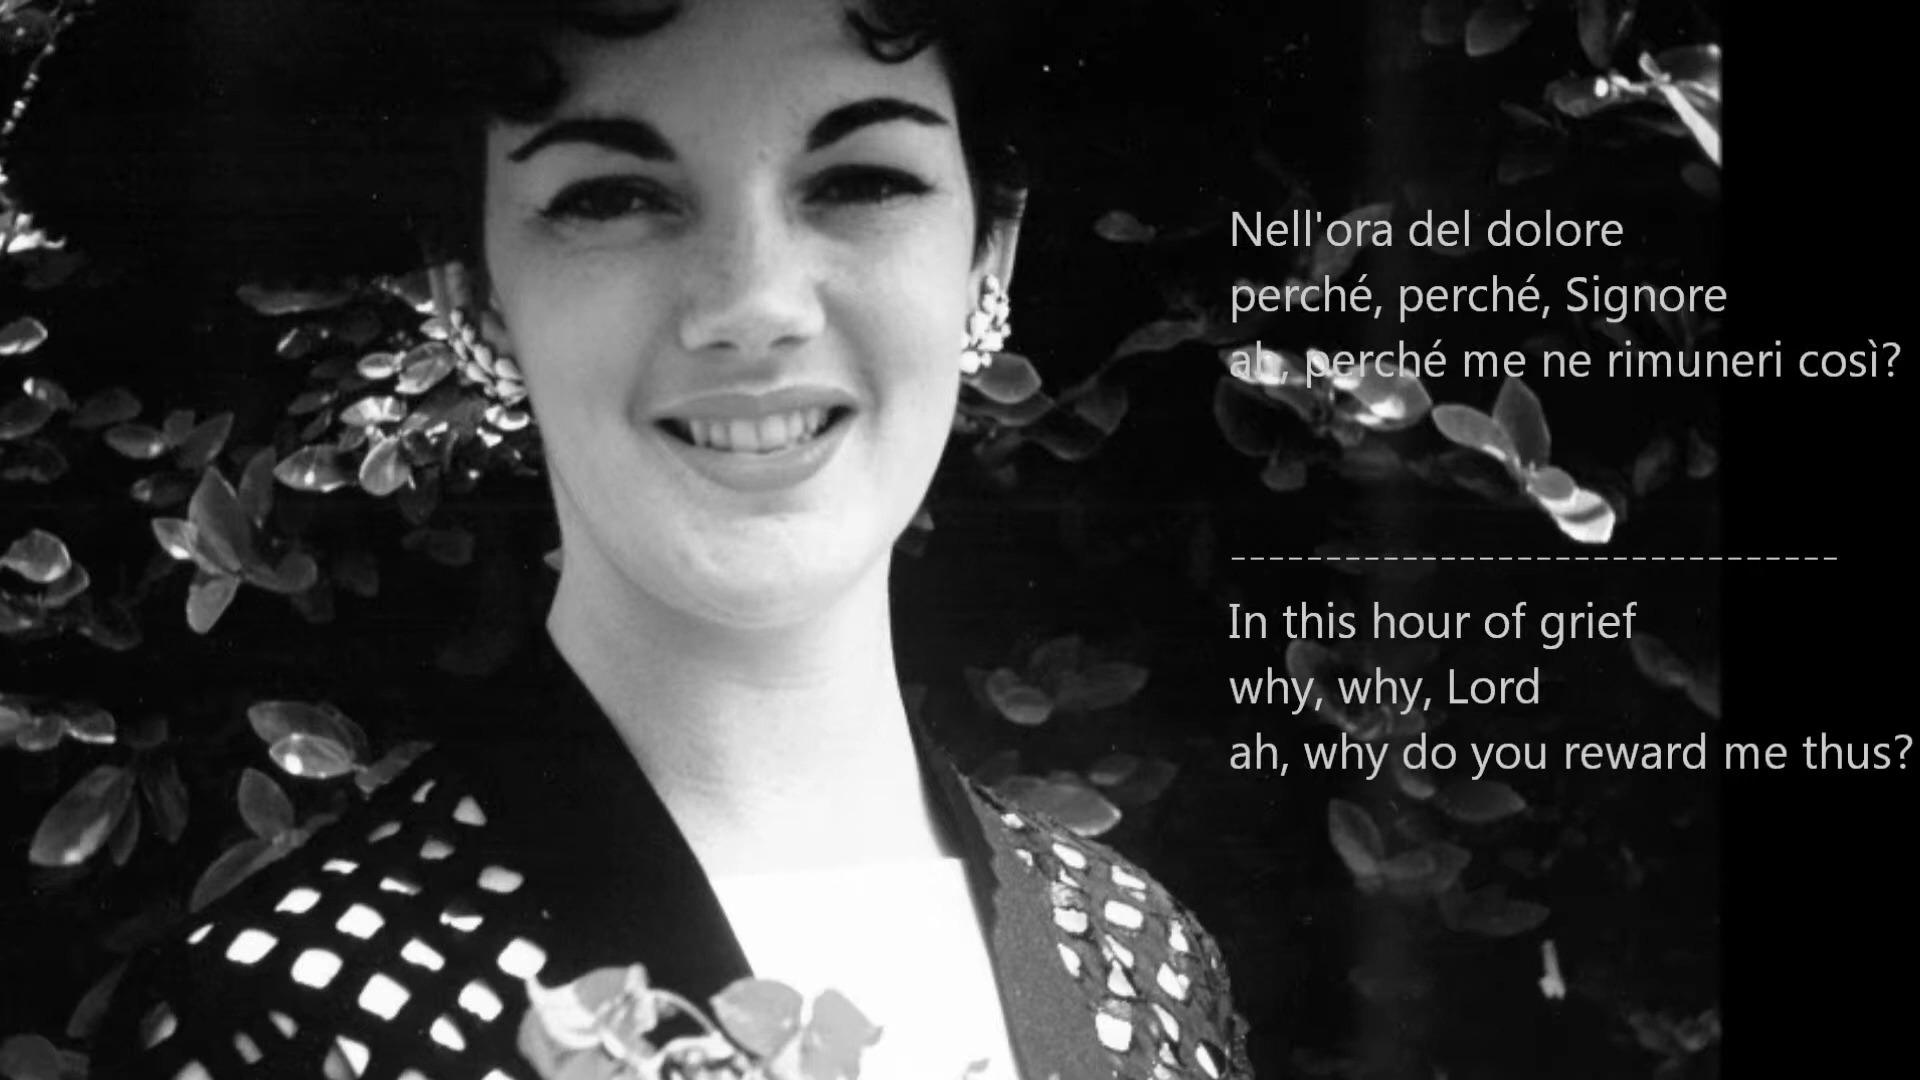 Nell'ora del dolore
perché, perché, Signore
ah, perché me ne rimuneri così?
--------------------------------
In this hour of grief
why, why, Lord
ah, why do you reward me thus?